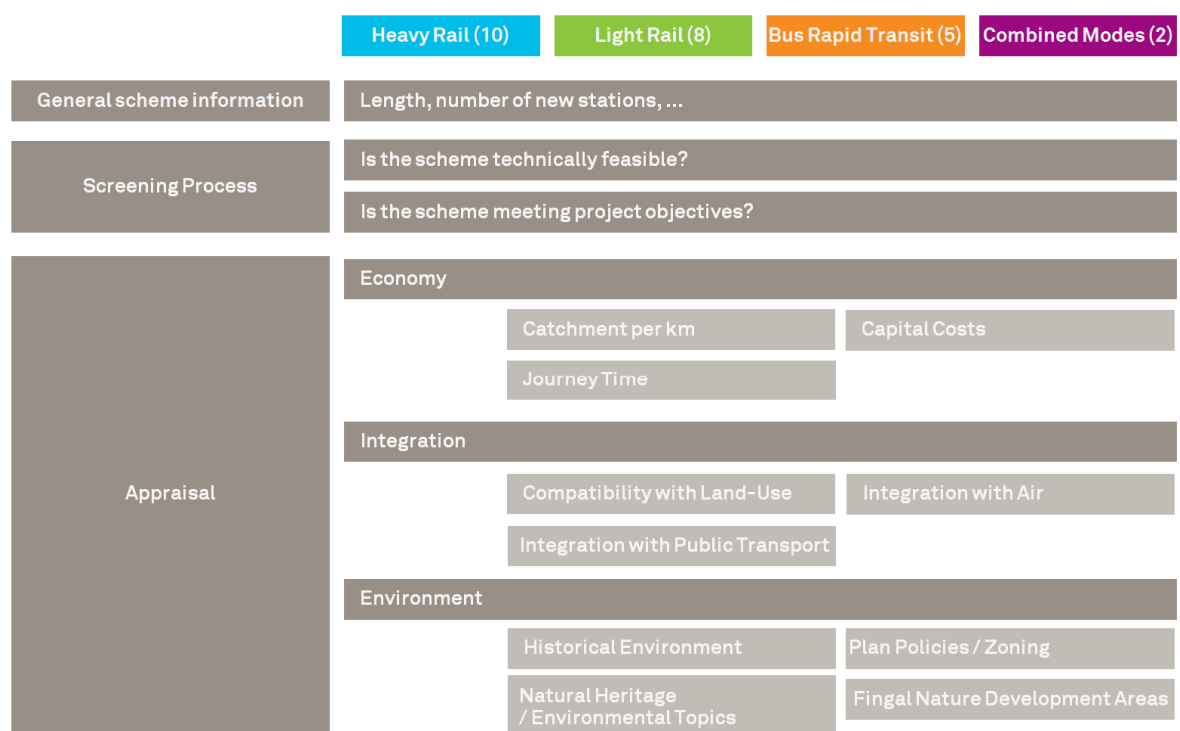 Heavy Rail (10)
Light Rail (8)
Bus Rapid Transit (5)
Combined Modes (2)
General scheme information
Length, number of new stations, ...
Screening Process
Is the scheme technically feasible?
Is the scheme meeting project objectives?
Appraisal
Economy
Catchment per km
Capital Costs
Journey Time
Integration
Compatibility with Land-Use
Integration with Air
Integration with Public Transport
Environment
Historical Environment
Plan Policies / Zoning
Natural Heritage
/ Environmental Topics
Fingal Nature Development Areas